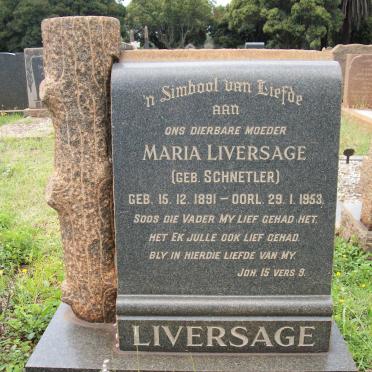 'n Simbool van Liefde
AAN
ONS DIERBARE MOEDER
MARIA LIVERSAGE
(GEB. SCHNETLER)
GEB. 15. 12. 1891 – OORL. 29. 1. 1953.
SOOS DIE VADER MY LIEF GEHAD HET,
HET EK JULLE OOK LIEF GEHAD.
BLY IN HIERDIE LIEFDE VAN MY.
JOH. 15 VERS 9.
LIVERSAGE